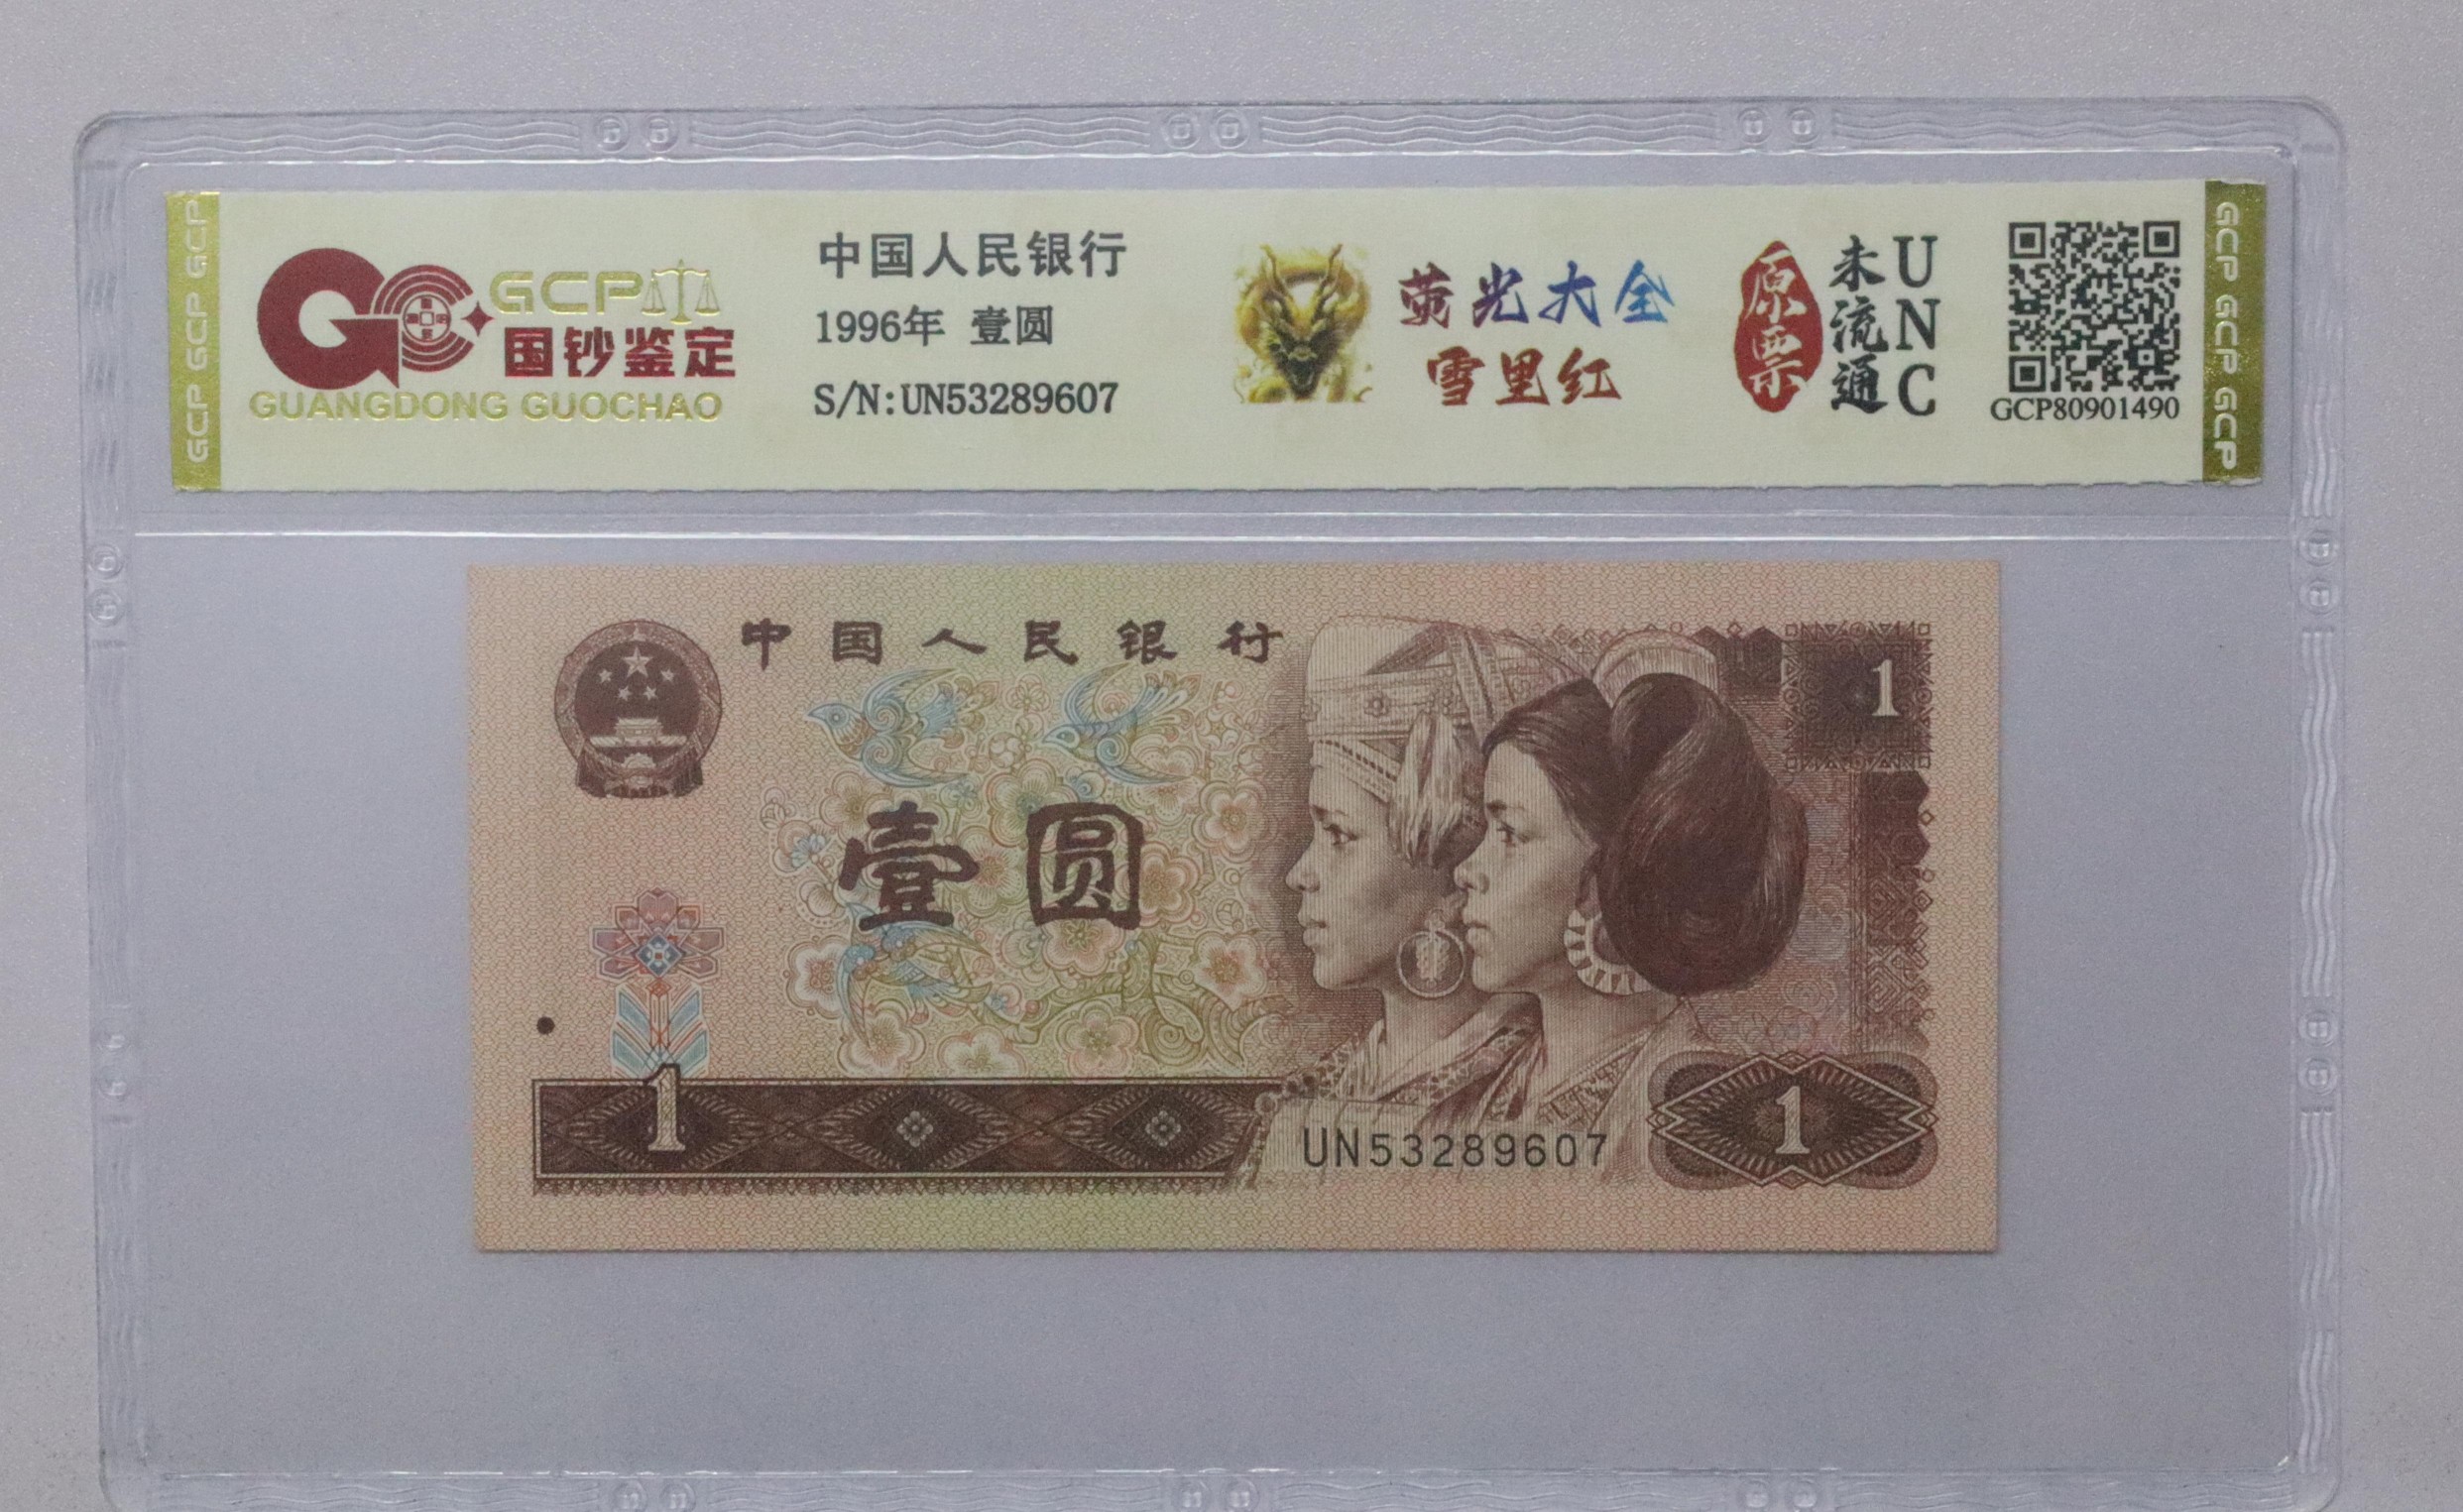 GCP GCP GCP
GCP
国钞鉴定
GUANGDONG GUOCHAO
中国人民银行
1996年 壹圆
S/N:UN53289607
荧光大全
雪里红
原票
未流通
UNC
GCP80901490
GCP GCP GCP
中国人民银行
1
壹圆
1
UN53289607
1